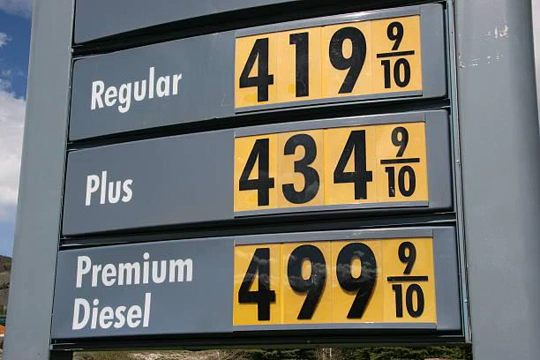 Regular 419 9/10
Plus 434 9/10
Premium 499 9/10
Diesel